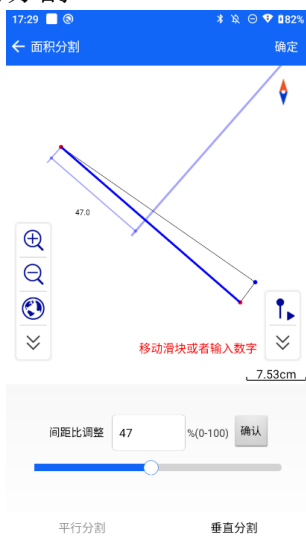 17:29 82%
面积分割 确定
47.0
移动滑块或者输入数字
7.53cm
间距比调整 47 %(0-100) 确认
平行分割 垂直分割